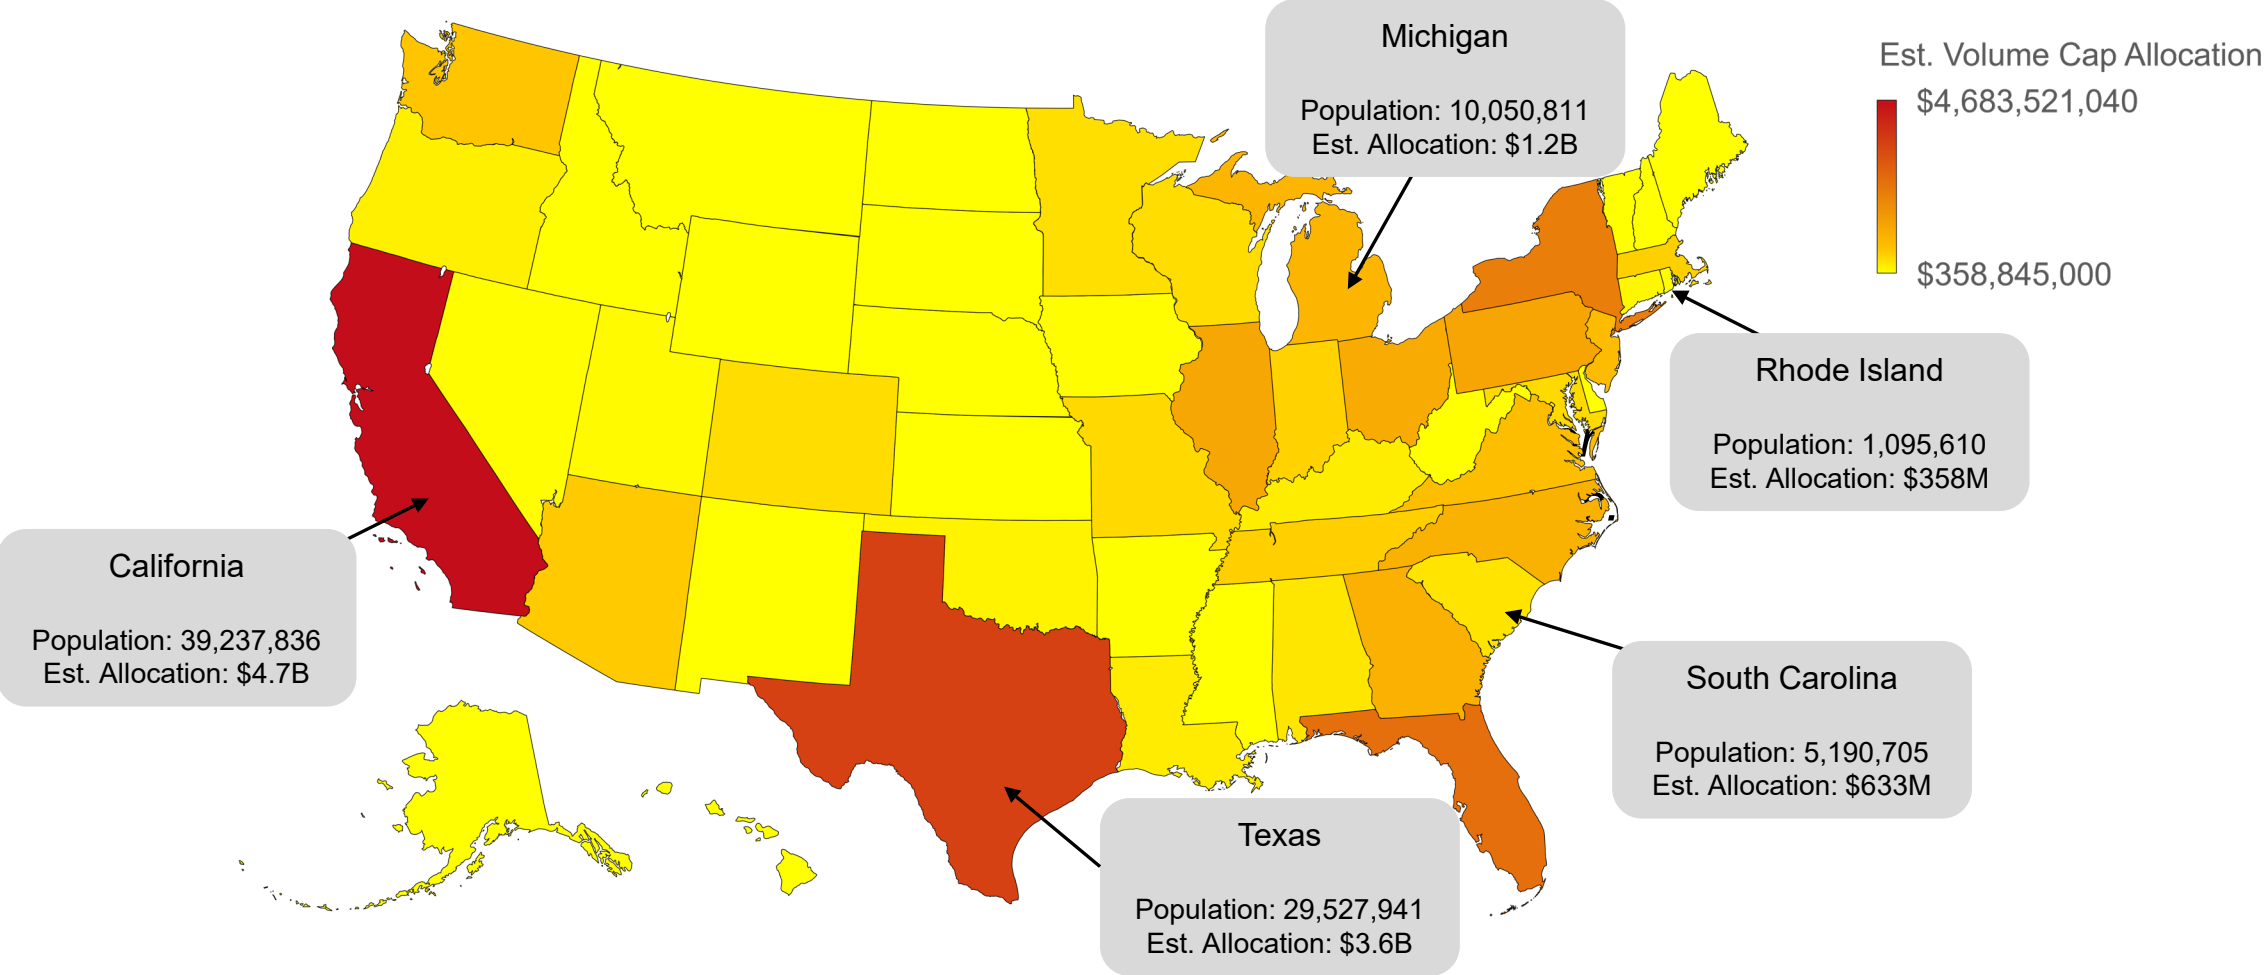 Michigan
Population: 10,050,811
Est. Allocation: $1.2B
Est. Volume Cap Allocation
$4,683,521,040
$358,845,000
Rhode Island
Population: 1,095,610
Est. Allocation: $358M
California
Population: 39,237,836
Est. Allocation: $4.7B
South Carolina
Population: 5,190,705
Est. Allocation: $633M
Texas
Population: 29,527,941
Est. Allocation: $3.6B